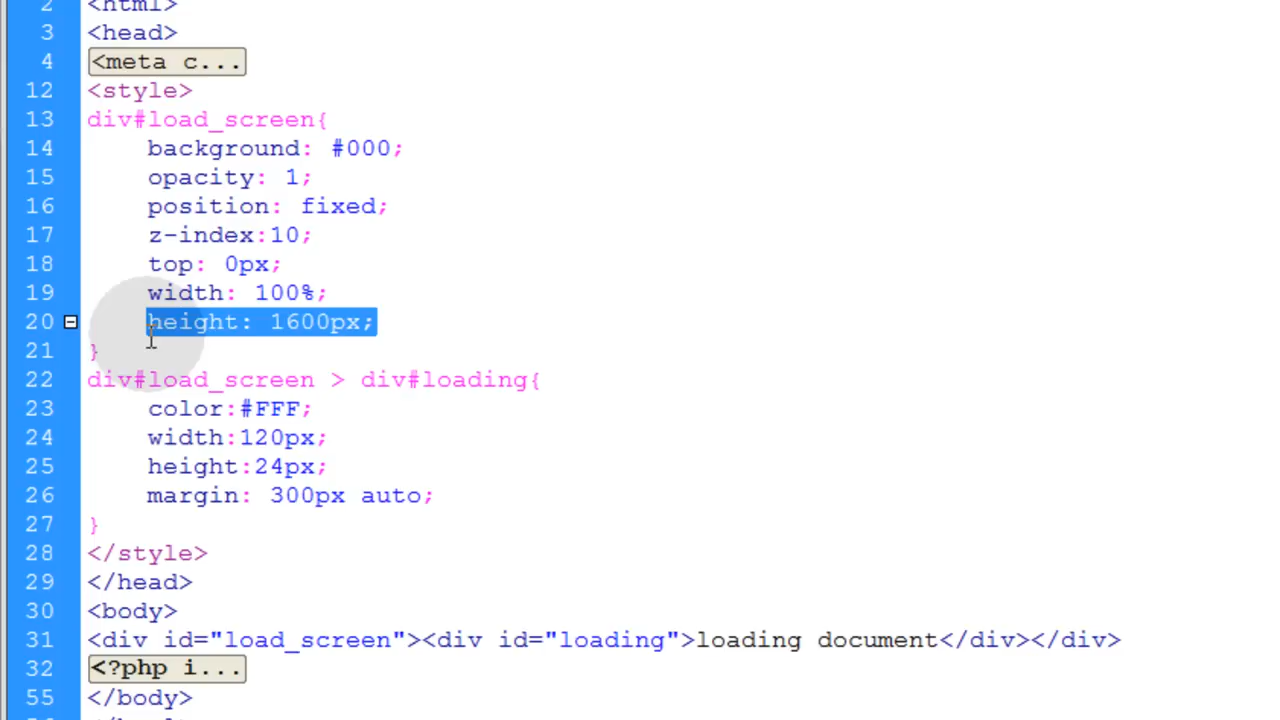 2 <html>
3 <head>
4 <meta c...
12 <style>
13 div#load_screen{
14 background: #000;
15 opacity: 1;
16 position: fixed;
17 z-index:10;
18 top: 0px;
19 width: 100%;
20 height: 1600px;
21 }
22 div#load_screen > div#loading{
23 color:#FFF;
24 width:120px;
25 height:24px;
26 margin: 300px auto;
27 }
28 </style>
29 </head>
30 <body>
31 <div id="load_screen"><div id="loading">loading document</div></div>
32 <?php i...
55 </body>